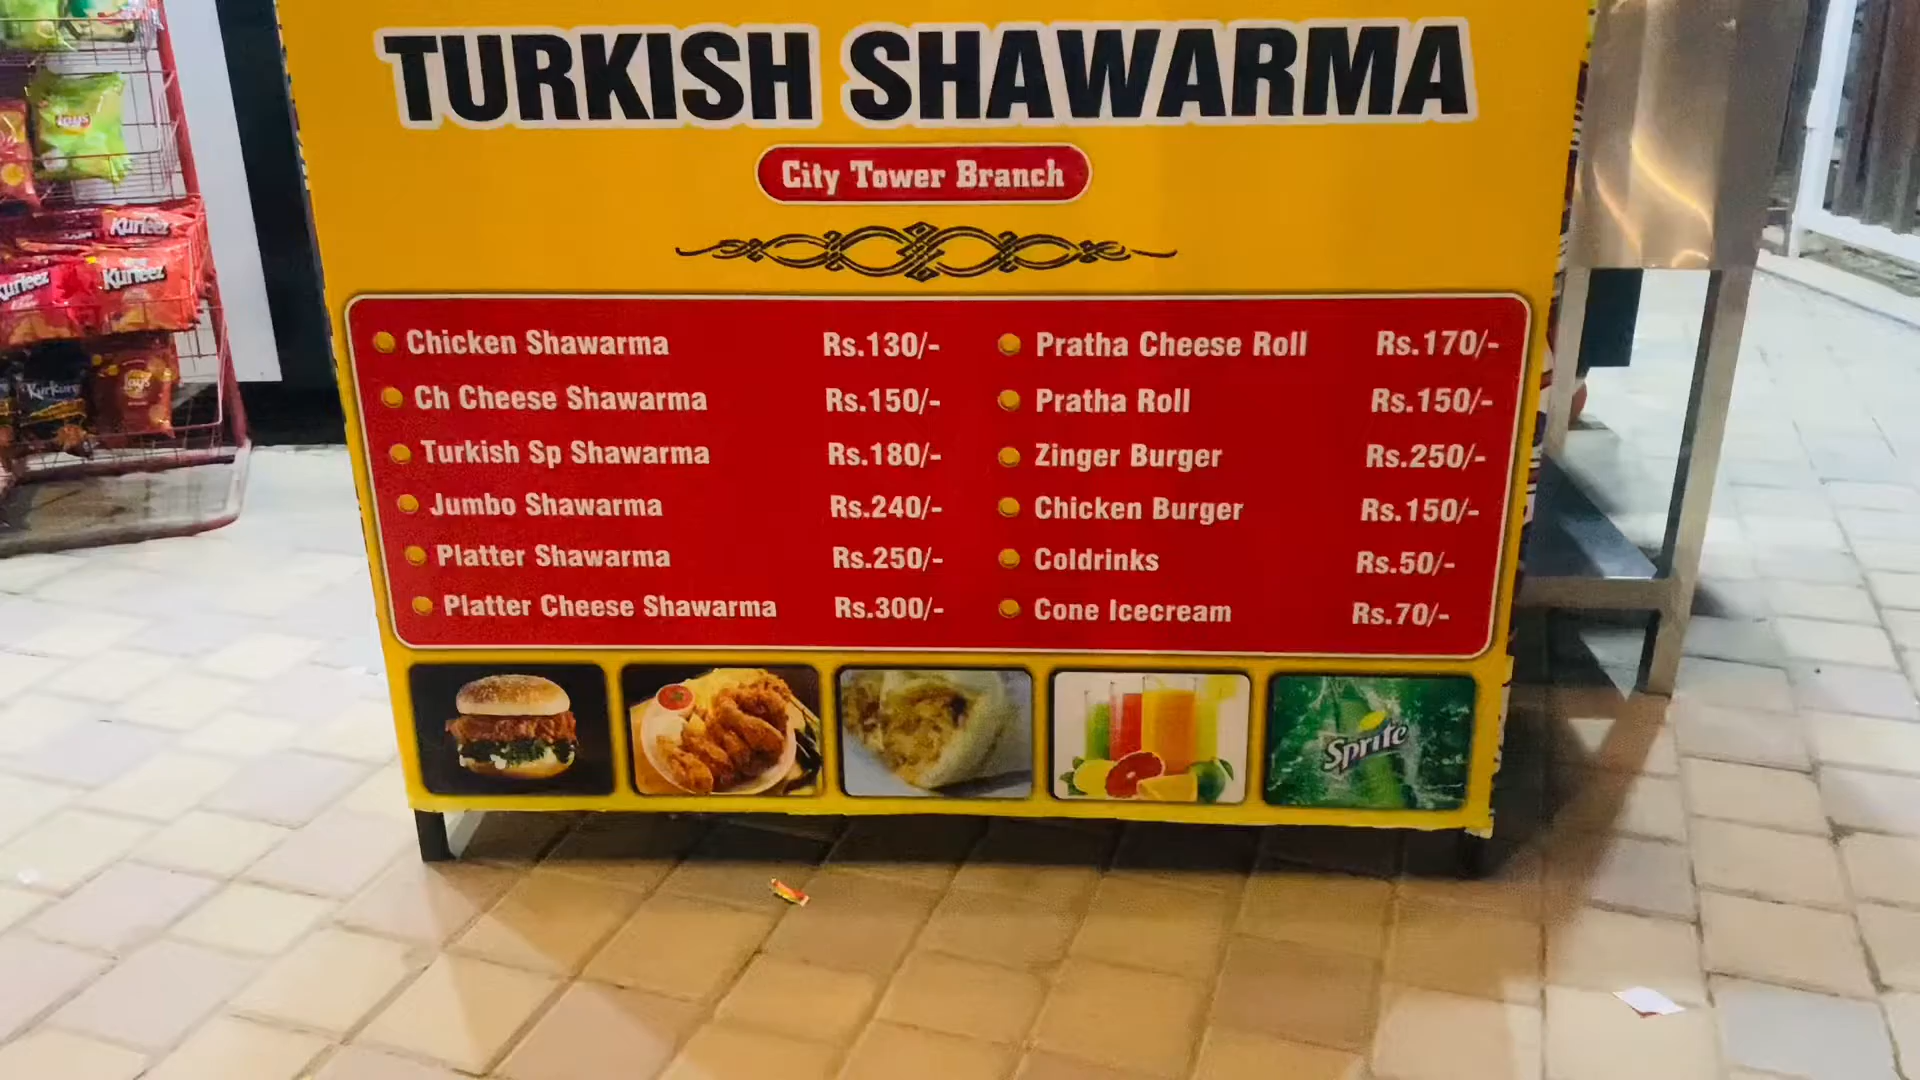 TURKISH SHAWARMA
City Tower Branch
Chicken Shawarma Rs.130/-
Ch Cheese Shawarma Rs.150/-
Turkish Sp Shawarma Rs.180/-
Jumbo Shawarma Rs.240/-
Platter Shawarma Rs.250/-
Platter Cheese Shawarma Rs.300/-
Pratha Cheese Roll Rs.170/-
Pratha Roll Rs.150/-
Zinger Burger Rs.250/-
Chicken Burger Rs.150/-
Coldrinks Rs.50/-
Cone Icecream Rs.70/-
Sprite
Lays
Kurleez
Kurleez
Kurleez
Kurkure
Lays